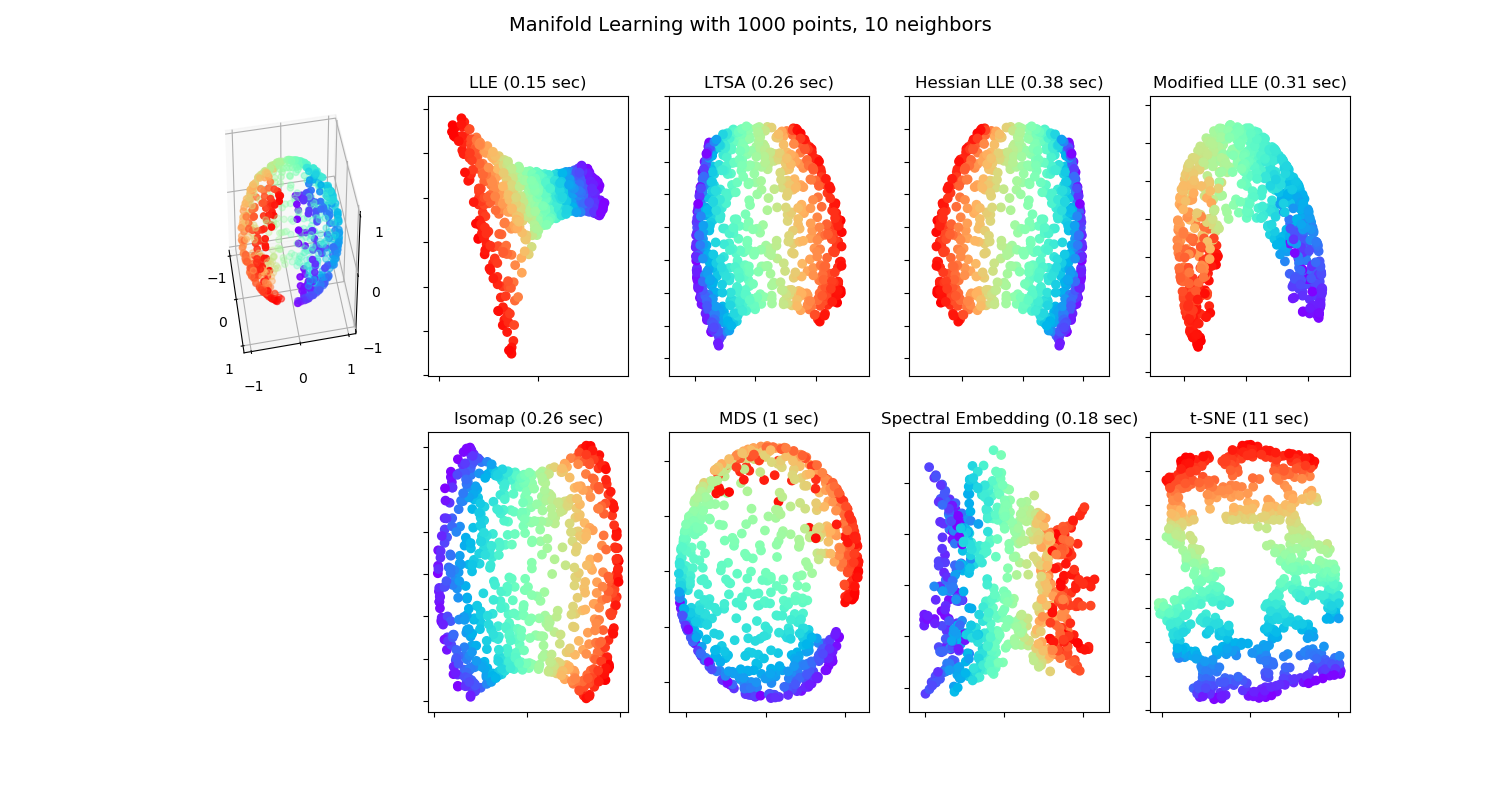 Manifold Learning with 1000 points, 10 neighbors
LLE (0.15 sec)
LTSA (0.26 sec)
Hessian LLE (0.38 sec)
Modified LLE (0.31 sec)
−1
0
1
−1
0
1
1
0
−1
Isomap (0.26 sec)
MDS (1 sec)
Spectral Embedding (0.18 sec)
t-SNE (11 sec)